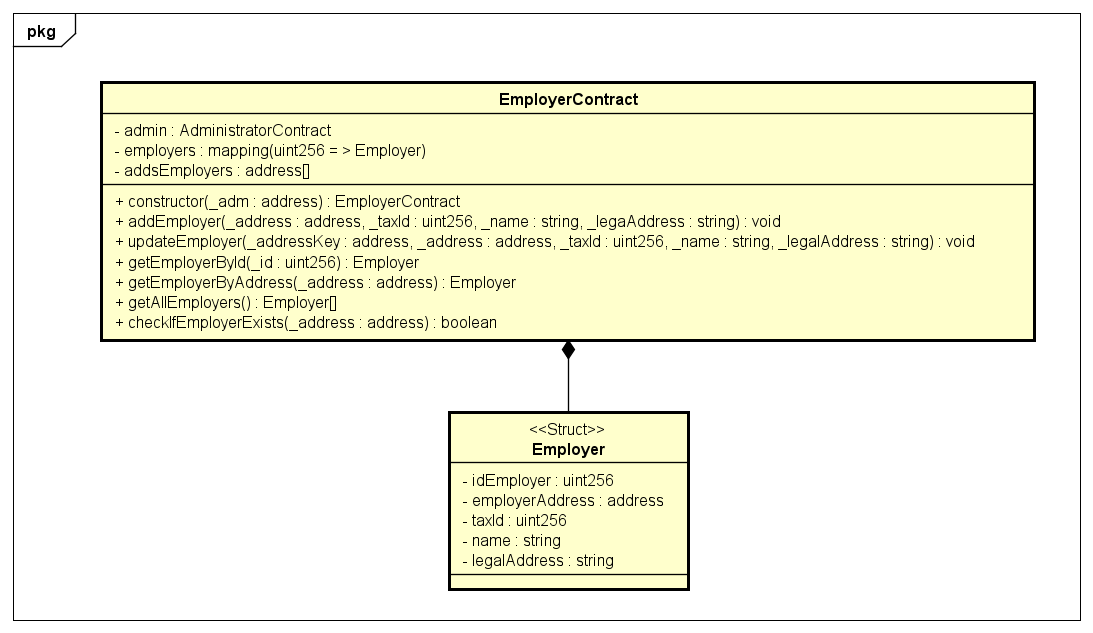 pkg
EmployerContract
- admin : AdministratorContract
- employers : mapping(uint256 = > Employer)
- addsEmployers : address[]
+ constructor(_adm : address) : EmployerContract
+ addEmployer(_address : address, _taxId : uint256, _name : string, _legaAddress : string) : void
+ updateEmployer(_addressKey : address, _address : address, _taxId : uint256, _name : string, _legalAddress : string) : void
+ getEmployerById(_id : uint256) : Employer
+ getEmployerByAddress(_address : address) : Employer
+ getAllEmployers() : Employer[]
+ checkIfEmployerExists(_address : address) : boolean
<<Struct>>
Employer
- idEmployer : uint256
- employerAddress : address
- taxId : uint256
- name : string
- legalAddress : string